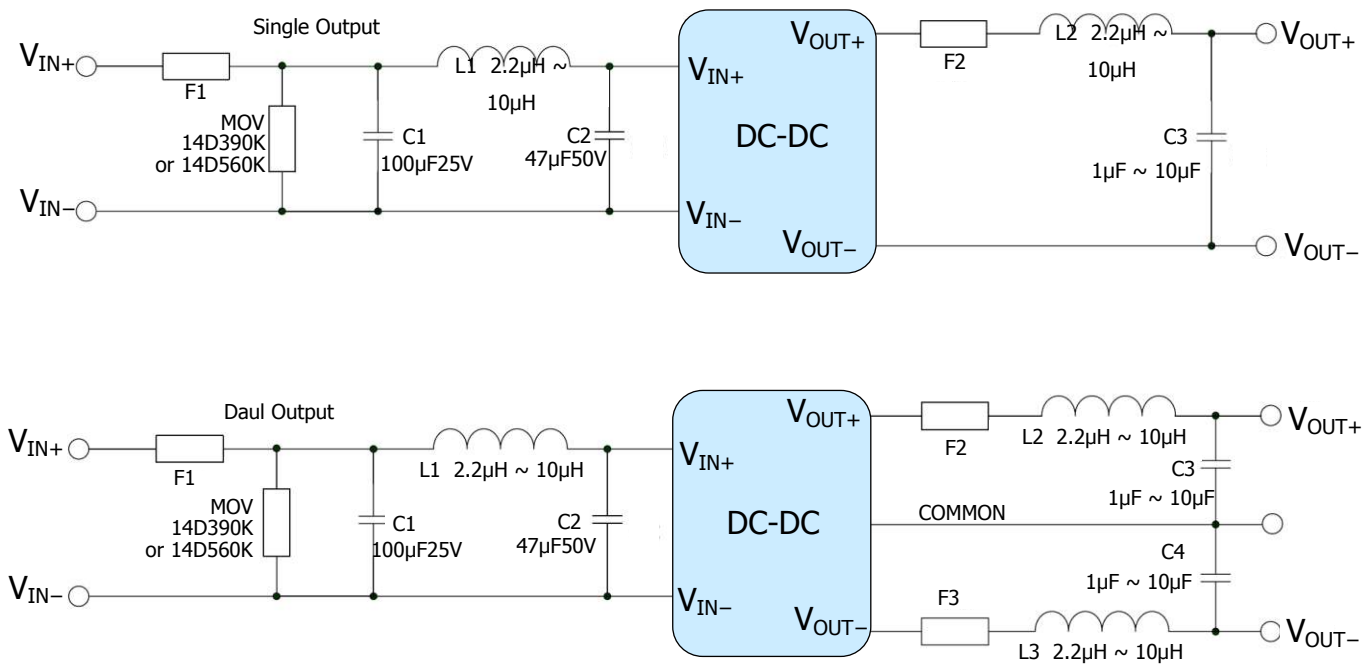 Single Output
VIN+
F1
MOV
14D390K
or 14D560K
C1
100μF25V
L1 2.2μH ~
10μH
C2
47μF50V
VIN−
VIN+
DC-DC
VIN−
VOUT+
VOUT−
F2
L2 2.2μH ~
10μH
C3
1μF ~ 10μF
VOUT+
VOUT−
Daul Output
VIN+
F1
MOV
14D390K
or 14D560K
C1
100μF25V
L1 2.2μH ~ 10μH
C2
47μF50V
VIN−
VIN+
DC-DC
VIN−
VOUT+
VOUT−
F2
L2 2.2μH ~ 10μH
C3
1μF ~ 10μF
COMMON
C4
1μF ~ 10μF
F3
L3 2.2μH ~ 10μH
VOUT+
VOUT−